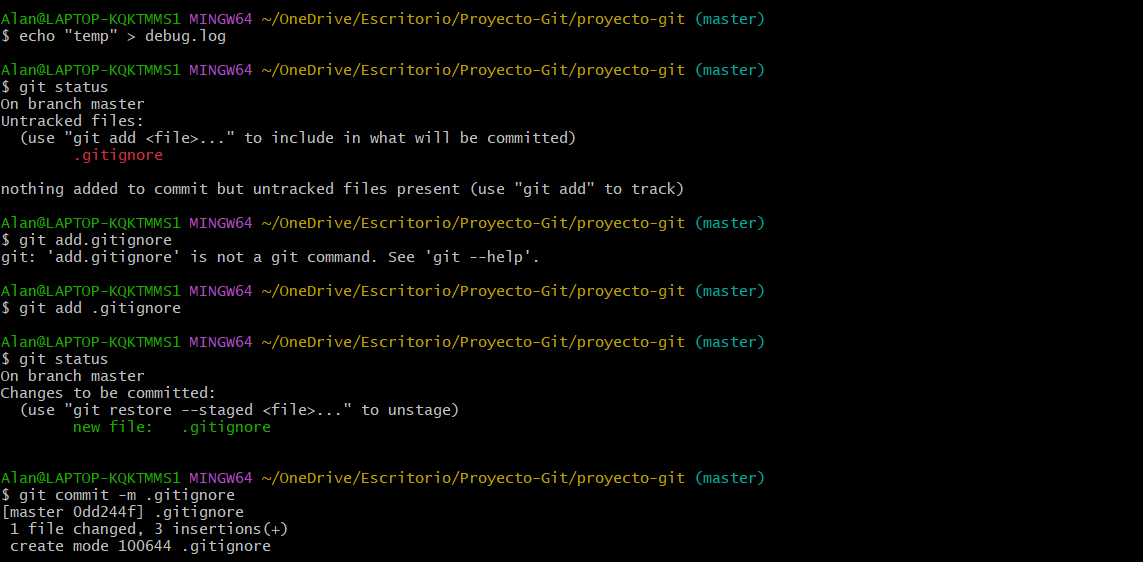 Alan@LAPTOP-KQKTMMS1 MINGW64 ~/OneDrive/Escritorio/Proyecto-Git/proyecto-git (master)
$ echo "temp" > debug.log
Alan@LAPTOP-KQKTMMS1 MINGW64 ~/OneDrive/Escritorio/Proyecto-Git/proyecto-git (master)
$ git status
On branch master
Untracked files:
  (use "git add <file>..." to include in what will be committed)
        .gitignore
nothing added to commit but untracked files present (use "git add" to track)
Alan@LAPTOP-KQKTMMS1 MINGW64 ~/OneDrive/Escritorio/Proyecto-Git/proyecto-git (master)
$ git add.gitignore
git: 'add.gitignore' is not a git command. See 'git --help'.
Alan@LAPTOP-KQKTMMS1 MINGW64 ~/OneDrive/Escritorio/Proyecto-Git/proyecto-git (master)
$ git add .gitignore
Alan@LAPTOP-KQKTMMS1 MINGW64 ~/OneDrive/Escritorio/Proyecto-Git/proyecto-git (master)
$ git status
On branch master
Changes to be committed:
  (use "git restore --staged <file>..." to unstage)
        new file:   .gitignore
Alan@LAPTOP-KQKTMMS1 MINGW64 ~/OneDrive/Escritorio/Proyecto-Git/proyecto-git (master)
$ git commit -m .gitignore
[master 0dd244f] .gitignore
 1 file changed, 3 insertions(+)
 create mode 100644 .gitignore